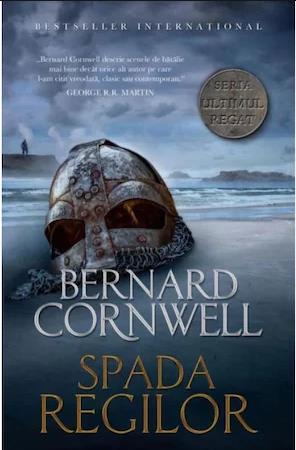 BESTSELLER INTERNAȚIONAL
„Bernard Cornwell descrie scenele de bătălie
mai bine decât orice alt autor pe care
l-am citit vreodată, clasic sau contemporan.”
GEORGE R.R. MARTIN
SERIA
ULTIMUL
REGAT
BERNARD
CORNWELL
SPADA
REGILOR